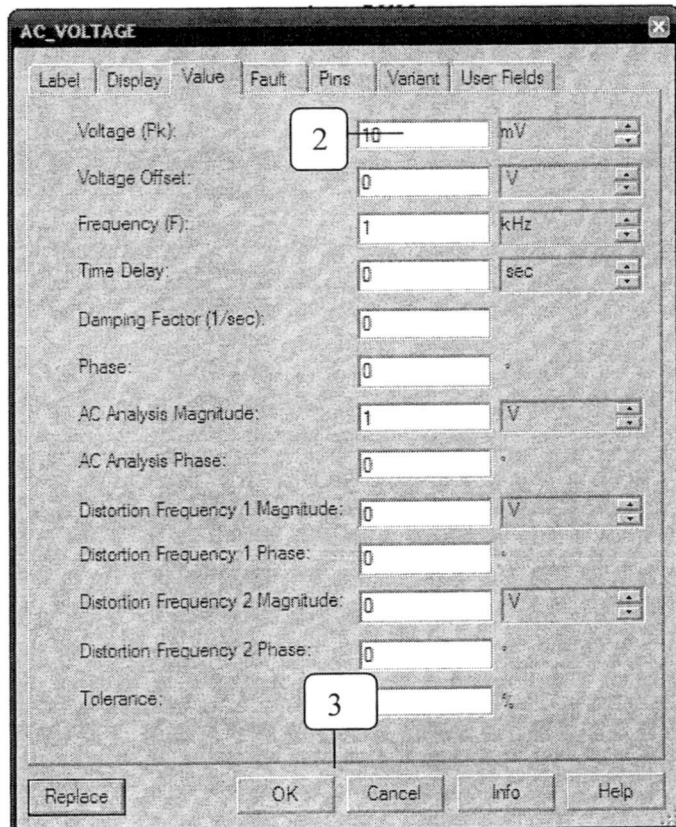 AC_VOLTAGE
Label Display Value Fault Pins Variant User Fields
Voltage (Pk): 2 10 mV
Voltage Offset: 0 V
Frequency (F): 1 kHz
Time Delay: 0 sec
Damping Factor (1/sec): 0
Phase: 0 °
AC Analysis Magnitude: 1 V
AC Analysis Phase: 0 °
Distortion Frequency 1 Magnitude: 0 V
Distortion Frequency 1 Phase: 0 °
Distortion Frequency 2 Magnitude: 0 V
Distortion Frequency 2 Phase: 0 °
Tolerance: %
3
Replace OK Cancel Info Help